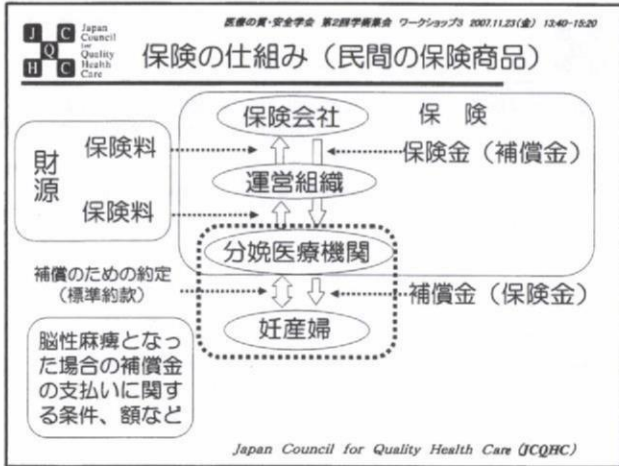 医療の質・安全学会 第2回学術集会 ワークショップ3 2007.11.23(金) 13:40-15:20
J Q H C
Japan
Council
for
Quality
Health
Care
保険の仕組み（民間の保険商品）
保険会社
保 険
財源
保険料
保険金（補償金）
運営組織
保険料
分娩医療機関
補償のための約定
（標準約款）
補償金（保険金）
妊産婦
脳性麻痺となっ
た場合の補償金
の支払いに関す
る条件、額など
Japan Council for Quality Health Care (JCQHC)